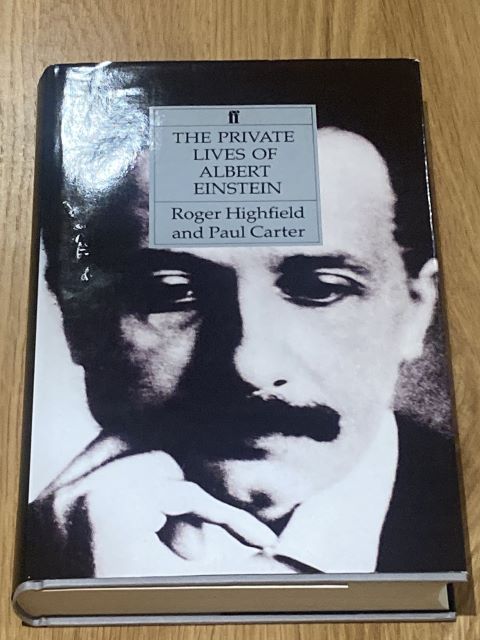 ff
THE PRIVATE
LIVES OF
ALBERT
EINSTEIN
Roger Highfield
and Paul Carter